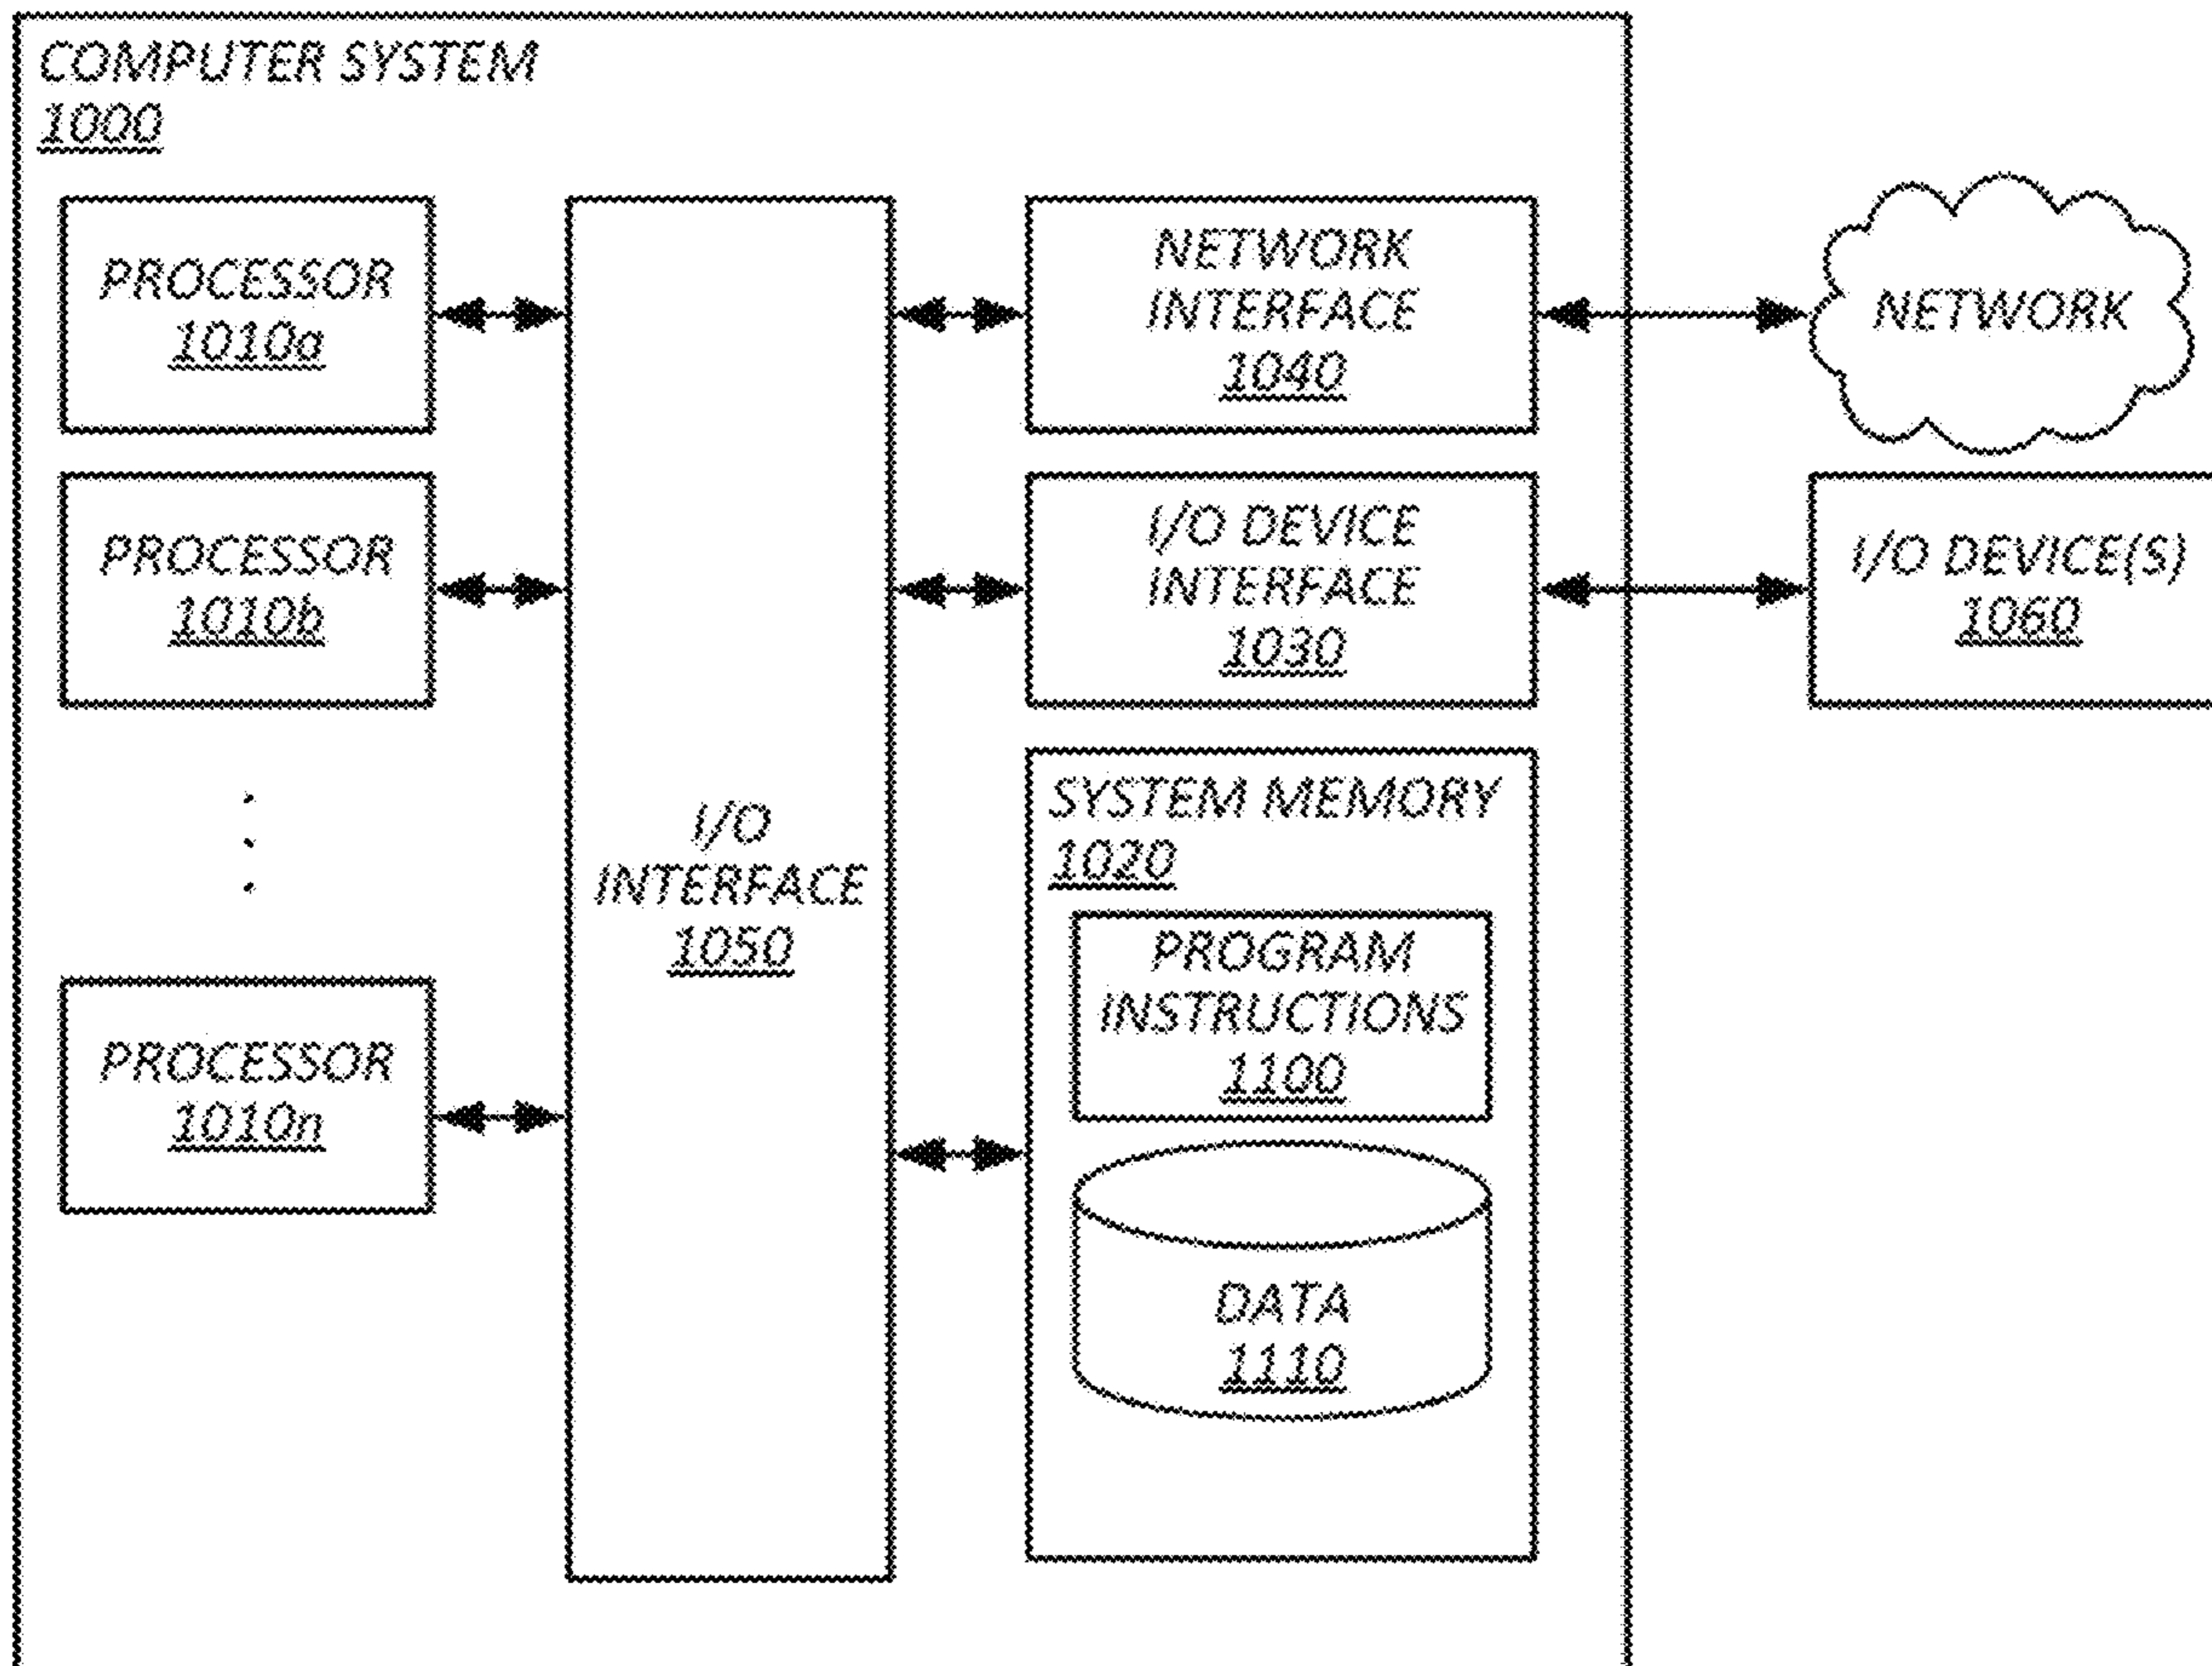 COMPUTER SYSTEM
1000
PROCESSOR
1010a
PROCESSOR
1010b
PROCESSOR
1010n
I/O
INTERFACE
1050
NETWORK
INTERFACE
1040
I/O DEVICE
INTERFACE
1030
SYSTEM MEMORY
1020
PROGRAM
INSTRUCTIONS
1100
DATA
1110
NETWORK
I/O DEVICE(S)
1060